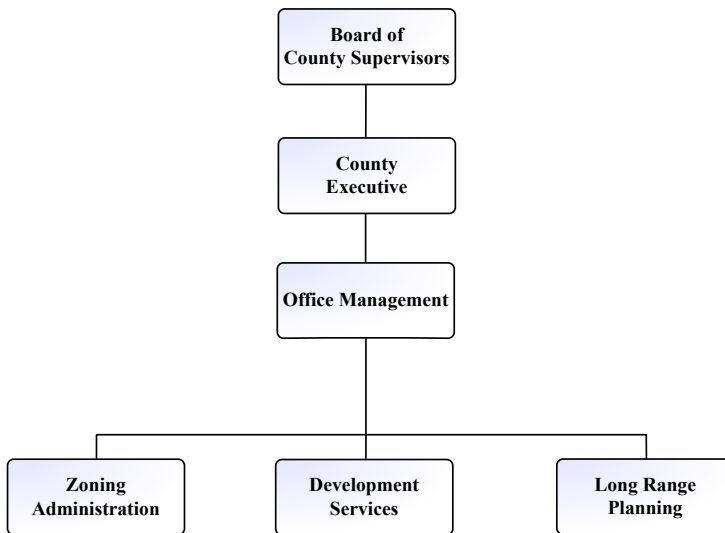 Board of
County Supervisors
County
Executive
Office Management
Zoning
Administration
Development
Services
Long Range
Planning